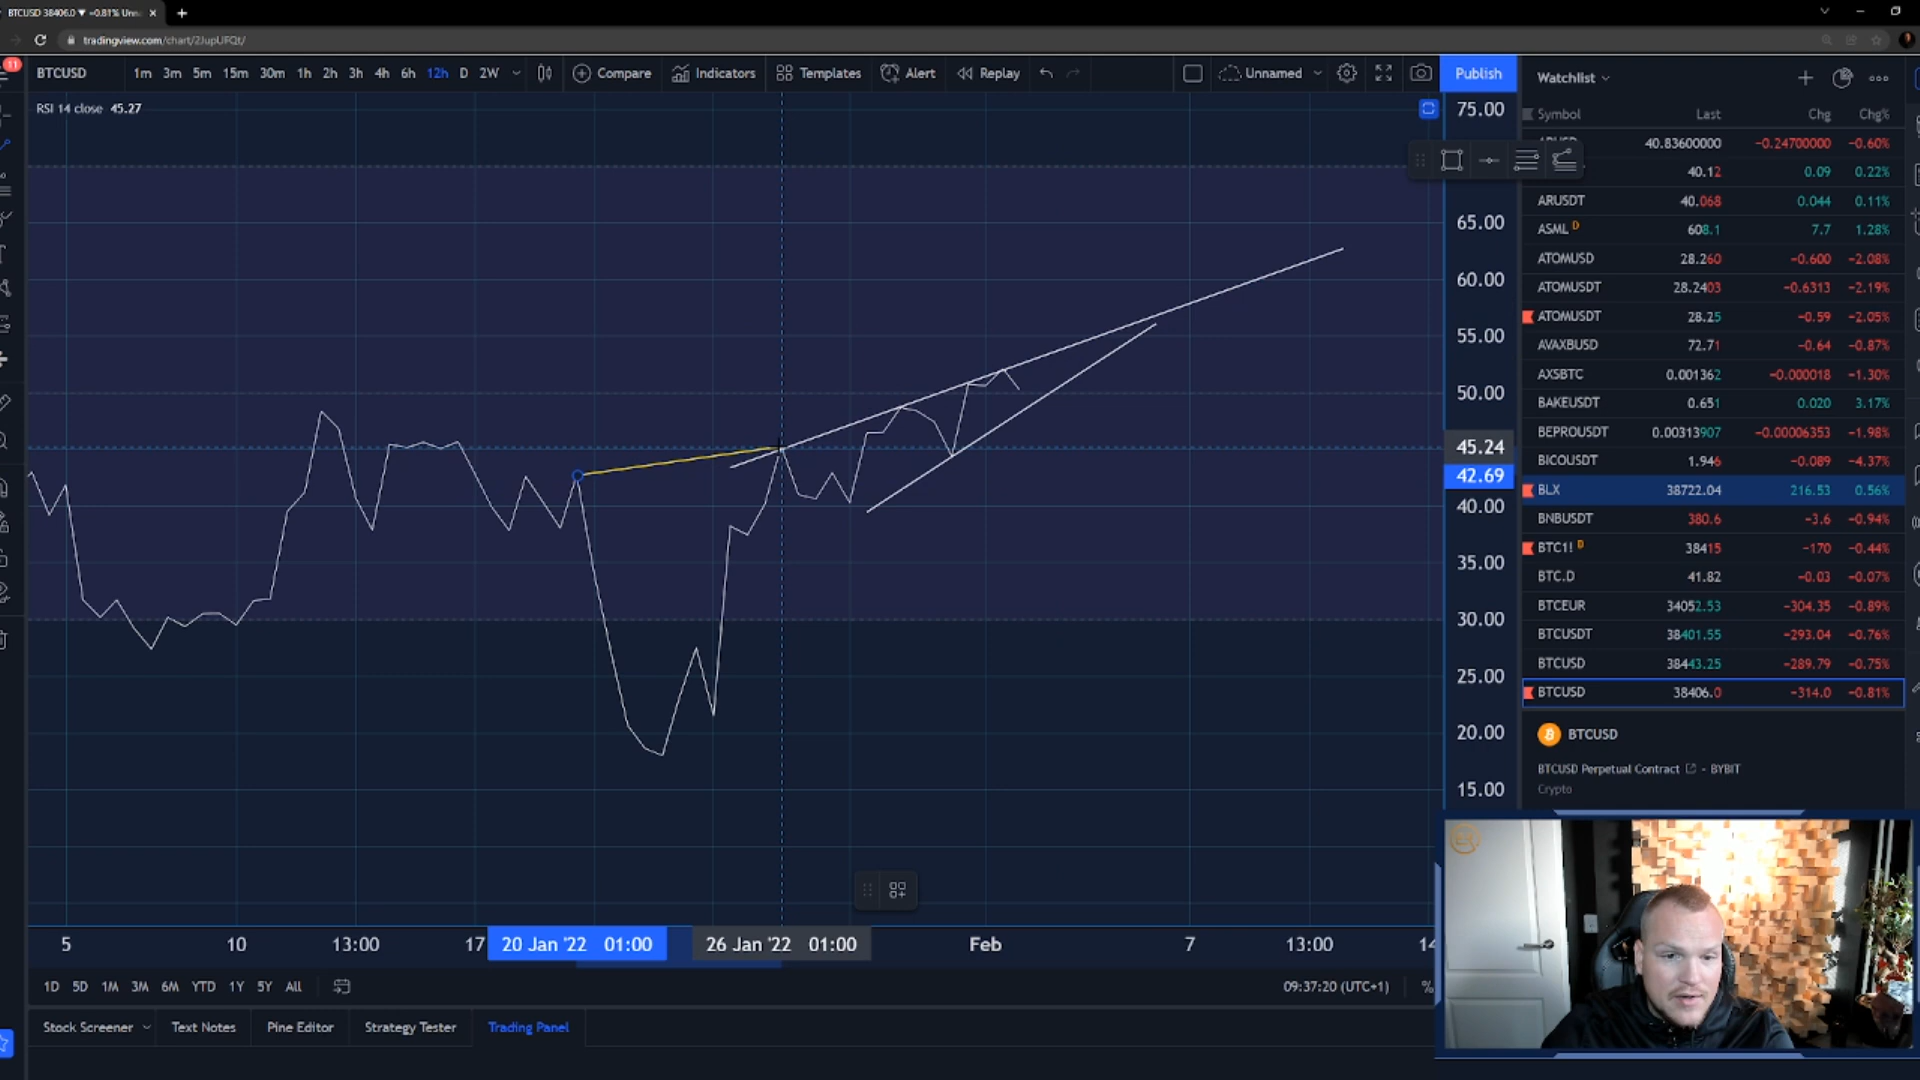 BTCUSD 38406.0 ▼ −0.81% Unn
tradingview.com/chart/2JupUFQt/
11
BTCUSD 1m 3m 5m 15m 30m 1h 2h 3h 4h 6h 12h D 2W Compare Indicators Templates Alert Replay Unnamed Publish
RSI 14 close 45.27
75.00
65.00
60.00
55.00
50.00
45.24
42.69
40.00
35.00
30.00
25.00
20.00
15.00
5 10 13:00 17 20 Jan '22 01:00 26 Jan '22 01:00 Feb 7 13:00 14
1D 5D 1M 3M 6M YTD 1Y 5Y All 09:37:20 (UTC+1) %
Stock Screener Text Notes Pine Editor Strategy Tester Trading Panel
Watchlist
Symbol Last Chg Chg%
40.83600000 −0.24700000 −0.60%
40.12 0.09 0.22%
ARUSDT 40.068 0.044 0.11%
ASML D 608.1 7.7 1.28%
ATOMUSD 28.260 −0.600 −2.08%
ATOMUSDT 28.2403 −0.6313 −2.19%
ATOMUSDT 28.25 −0.59 −2.05%
AVAXBUSD 72.71 −0.64 −0.87%
AXSBTC 0.001362 −0.000018 −1.30%
BAKEUSDT 0.651 0.020 3.17%
BEPROUSDT 0.00313907 −0.00006353 −1.98%
BICOUSDT 1.946 −0.089 −4.37%
BLX 38722.04 216.53 0.56%
BNBUSDT 380.6 −3.6 −0.94%
BTC1! D 38415 −170 −0.44%
BTC.D 41.82 −0.03 −0.07%
BTCEUR 34052.53 −304.35 −0.89%
BTCUSDT 38401.55 −293.04 −0.76%
BTCUSD 38443.25 −289.79 −0.75%
BTCUSD 38406.0 −314.0 −0.81%
BTCUSD
BTCUSD Perpetual Contract - BYBIT
Crypto